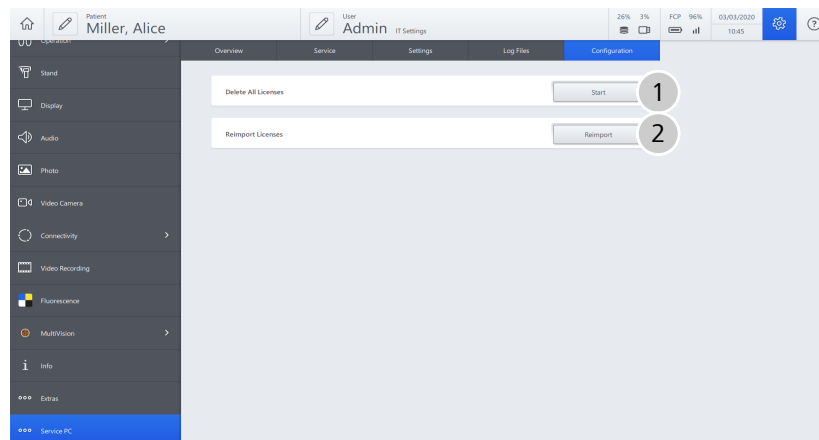 Patient
Miller, Alice
User
Admin IT Settings
26% 3%
FCP 96%
03/03/2020
10:45
?
Operation
Stand
Display
Audio
Photo
Video Camera
Connectivity
Video Recording
Fluorescence
MultiVision
Info
Extras
Service PC
Overview Service Settings Log Files Configuration
Delete All Licenses Start 1
Reimport Licenses Reimport 2